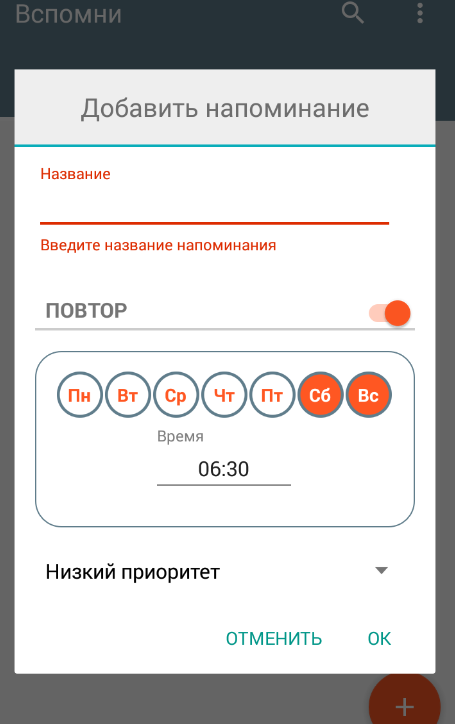 Вспомни
Добавить напоминание
Название
Введите название напоминания
ПОВТОР
Пн Вт Ср Чт Пт Сб Вс
Время
06:30
Низкий приоритет
ОТМЕНИТЬ ОК